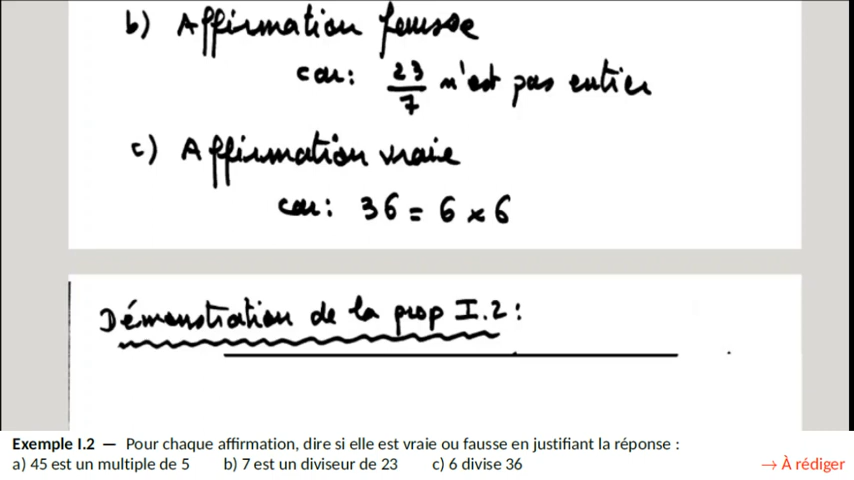 b) Affirmation fausse
car : 23/7 n'est pas entier
c) Affirmation vraie
car : 36 = 6 × 6
Démonstration de la prop I.2 :
Exemple I.2 — Pour chaque affirmation, dire si elle est vraie ou fausse en justifiant la réponse :
a) 45 est un multiple de 5 b) 7 est un diviseur de 23 c) 6 divise 36 → À rédiger